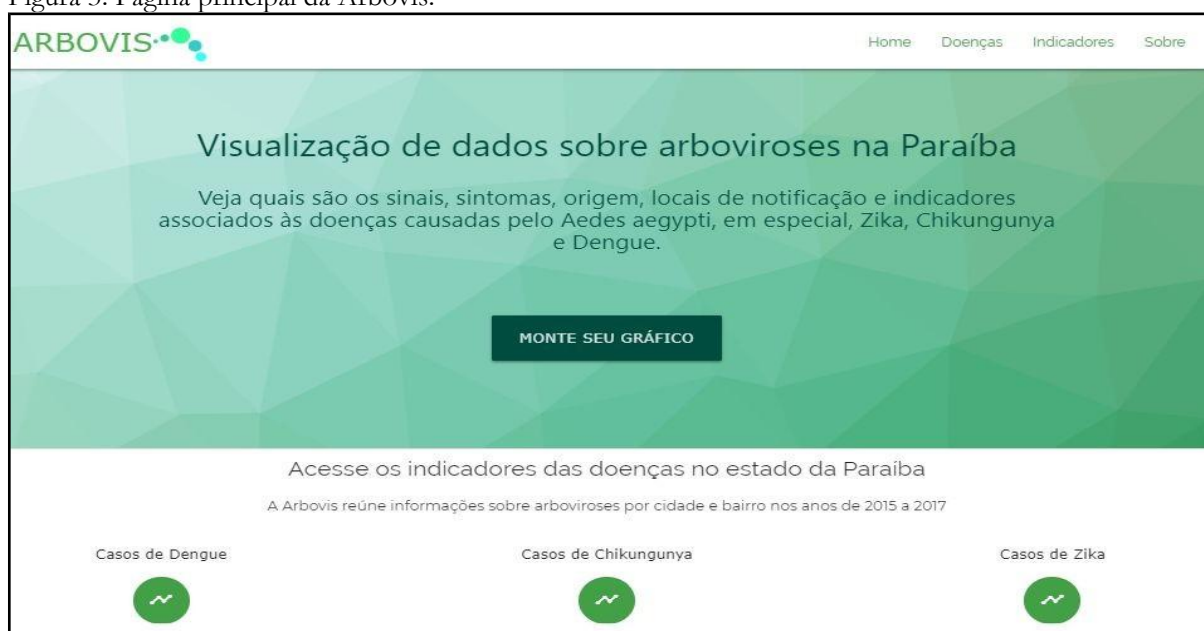 Figura 3. Página principal da Arbovis.
ARBOVIS
Home Doenças Indicadores Sobre
Visualização de dados sobre arboviroses na Paraíba
Veja quais são os sinais, sintomas, origem, locais de notificação e indicadores
associados às doenças causadas pelo Aedes aegypti, em especial, Zika, Chikungunya
e Dengue.
MONTE SEU GRÁFICO
Acesse os indicadores das doenças no estado da Paraíba
A Arbovis reúne informações sobre arboviroses por cidade e bairro nos anos de 2015 a 2017
Casos de Dengue Casos de Chikungunya Casos de Zika